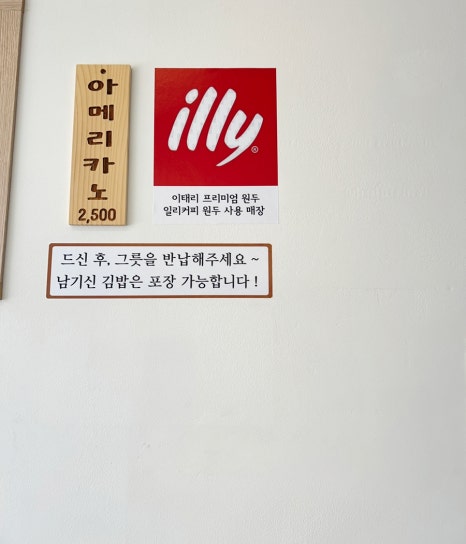 아메리카노
2,500
illy®
이태리 프리미엄 원두
일리커피 원두 사용 매장
드신 후, 그릇을 반납해주세요 ~
남기신 김밥은 포장 가능합니다 !